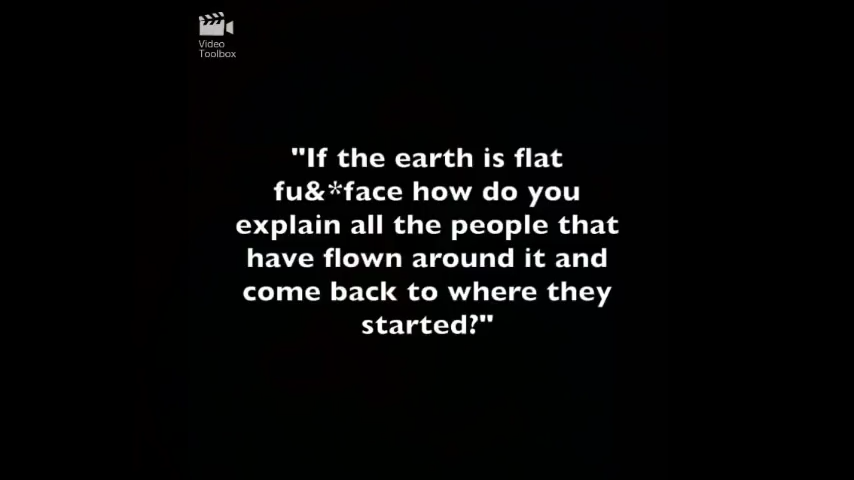 Video
Toolbox
"If the earth is flat
fu&*face how do you
explain all the people that
have flown around it and
come back to where they
started?"